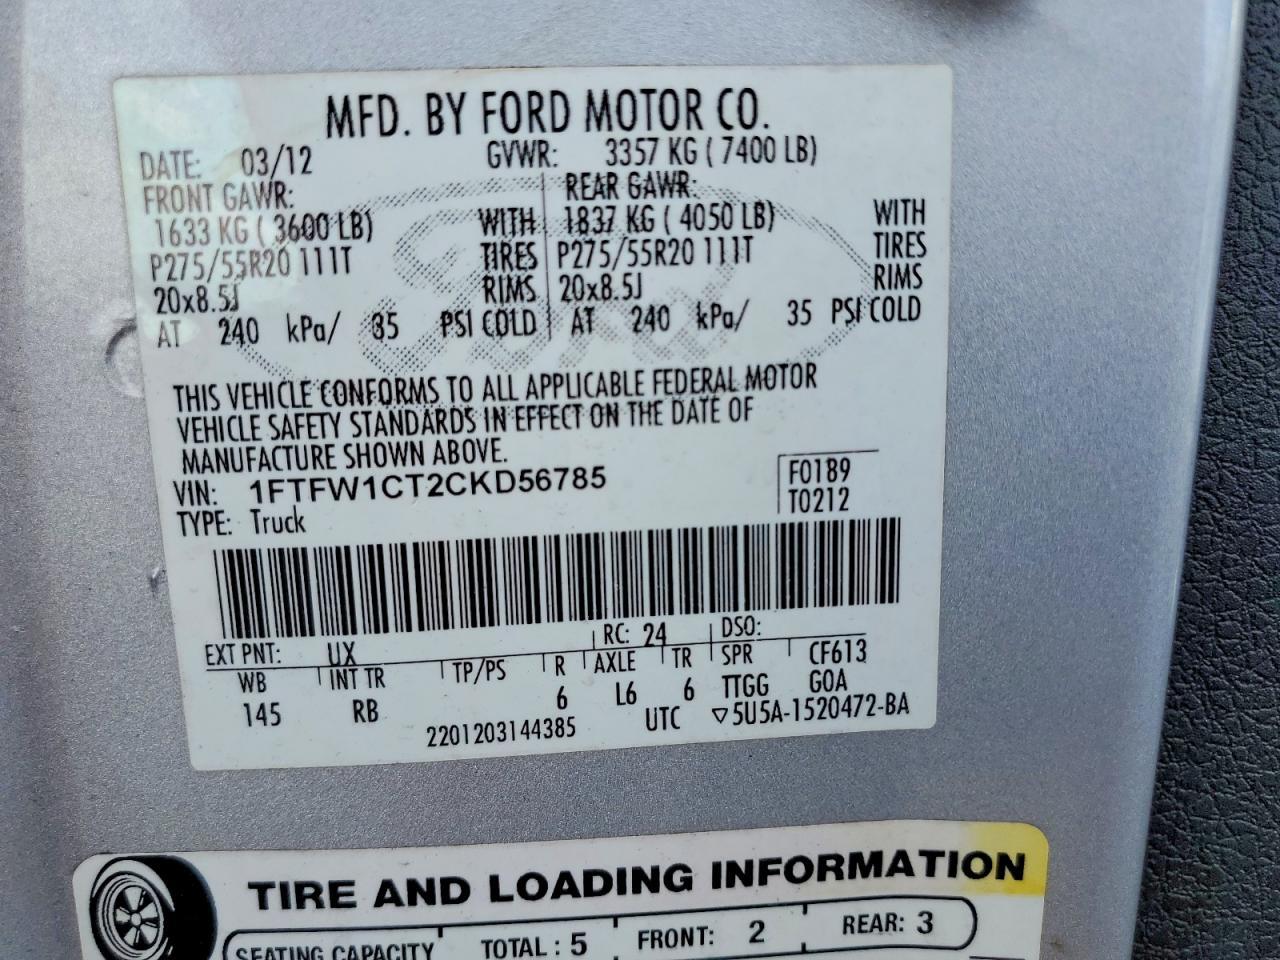 MFD. BY FORD MOTOR CO.
DATE: 03/12 GVWR: 3357 KG ( 7400 LB)
FRONT GAWR: REAR GAWR:
1633 KG ( 3600 LB) WITH 1837 KG ( 4050 LB) WITH
P275/55R20 111T TIRES P275/55R20 111T TIRES
20x8.5J RIMS 20x8.5J RIMS
AT 240 kPa/ 35 PSI COLD AT 240 kPa/ 35 PSI COLD
THIS VEHICLE CONFORMS TO ALL APPLICABLE FEDERAL MOTOR
VEHICLE SAFETY STANDARDS IN EFFECT ON THE DATE OF
MANUFACTURE SHOWN ABOVE.
VIN: 1FTFW1CT2CKD56785 F0189
TYPE: Truck T0212
EXT PNT: UX RC: 24 DSO:
WB INT TR TP/PS R AXLE TR SPR CF613
145 RB 6 L6 6 TTGG GOA
2201203144385 UTC ▽5U5A-1520472-BA
Ford
TIRE AND LOADING INFORMATION
SEATING CAPACITY TOTAL : 5 FRONT: 2 REAR: 3